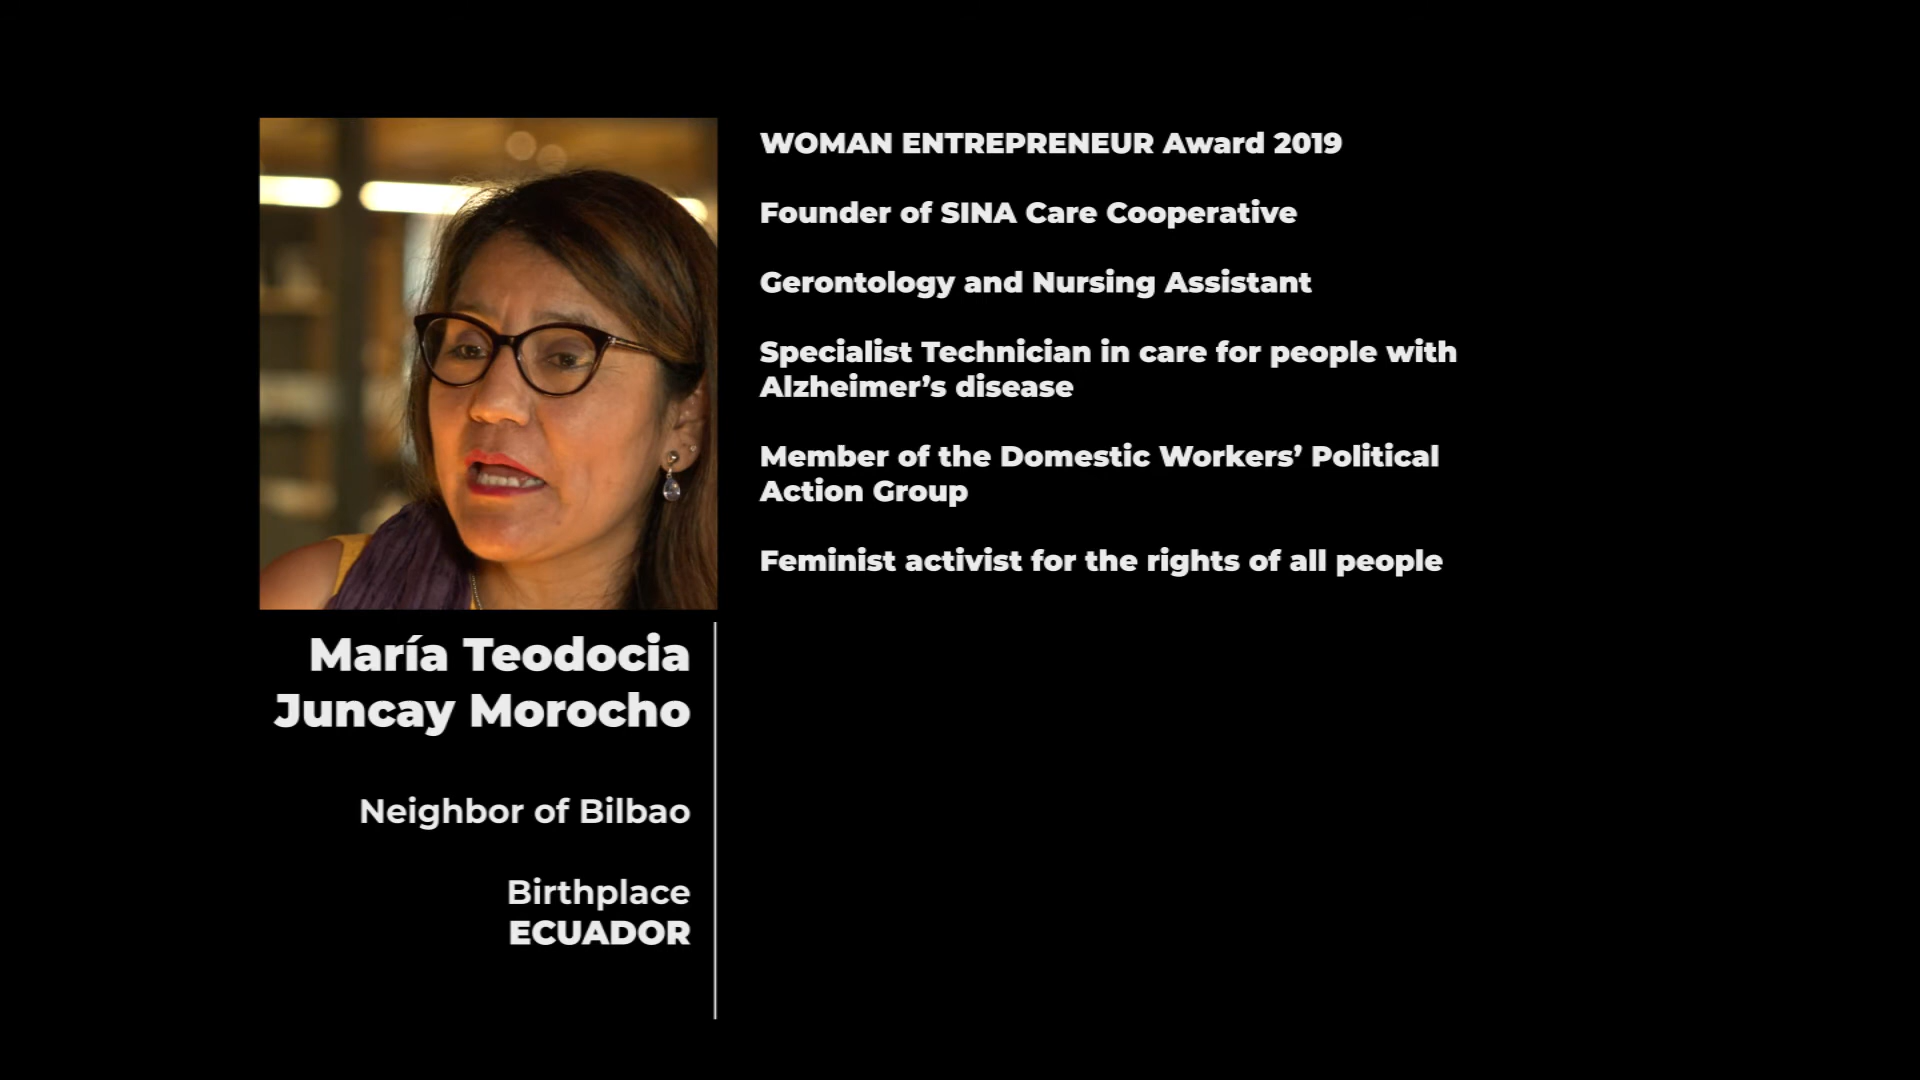 WOMAN ENTREPRENEUR Award 2019
Founder of SINA Care Cooperative
Gerontology and Nursing Assistant
Specialist Technician in care for people with
Alzheimer’s disease
Member of the Domestic Workers’ Political
Action Group
Feminist activist for the rights of all people
María Teodocia
Juncay Morocho
Neighbor of Bilbao
Birthplace
ECUADOR